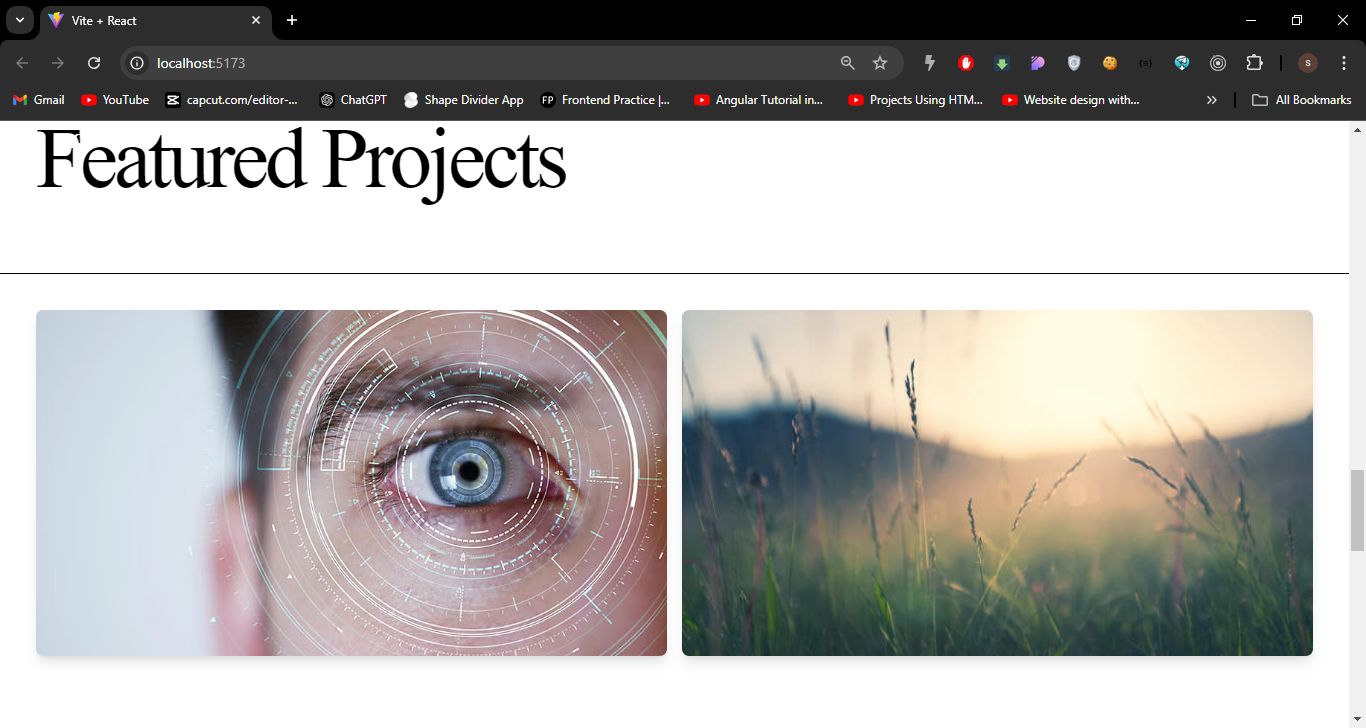 Vite + React
localhost:5173
Gmail
YouTube
capcut.com/editor-...
ChatGPT
Shape Divider App
FP
Frontend Practice |...
Angular Tutorial in...
Projects Using HTM...
Website design with...
All Bookmarks
S
Featured Projects